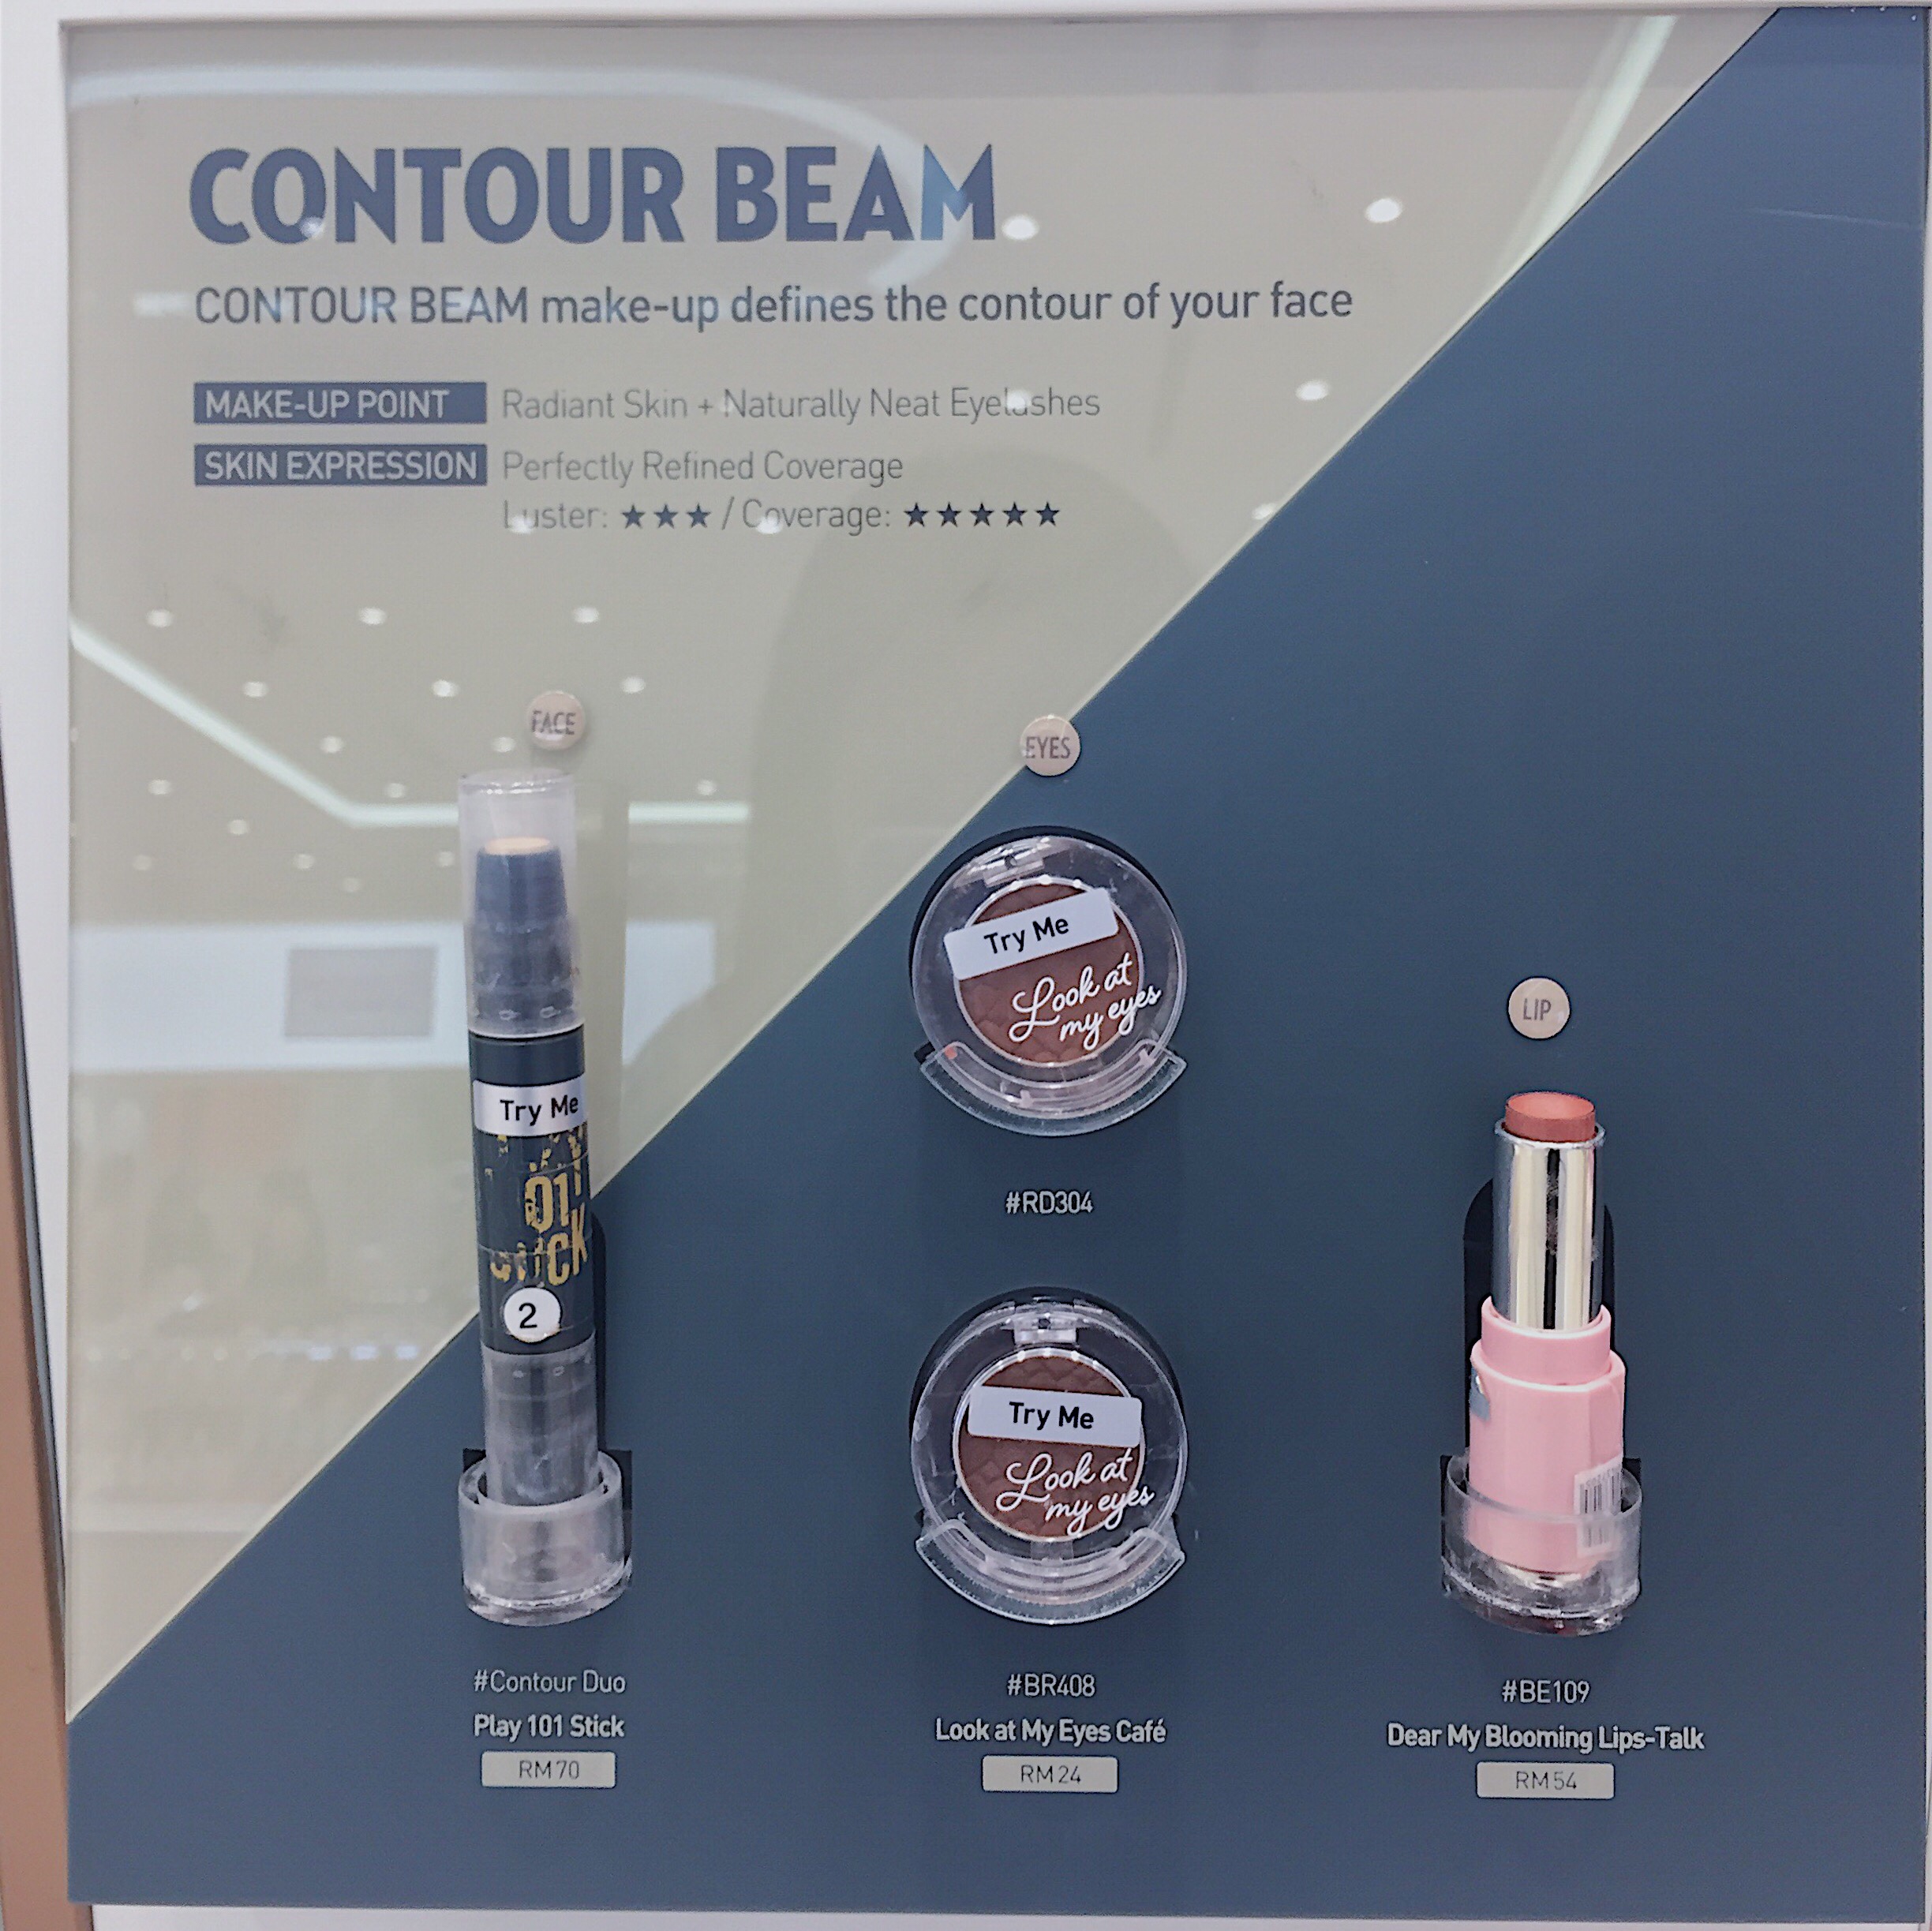 CONTOUR BEAM
CONTOUR BEAM make-up defines the contour of your face
MAKE-UP POINT Radiant Skin + Naturally Neat Eyelashes
SKIN EXPRESSION Perfectly Refined Coverage
Luster: ★★★ / Coverage: ★★★★★
FACE
EYES
LIP
Try Me
Look at
my eyes
Try Me
#RD304
2
Try Me
Look at
my eyes
#Contour Duo
Play 101 Stick
RM70
#BR408
Look at My Eyes Café
RM24
#BE109
Dear My Blooming Lips-Talk
RM54